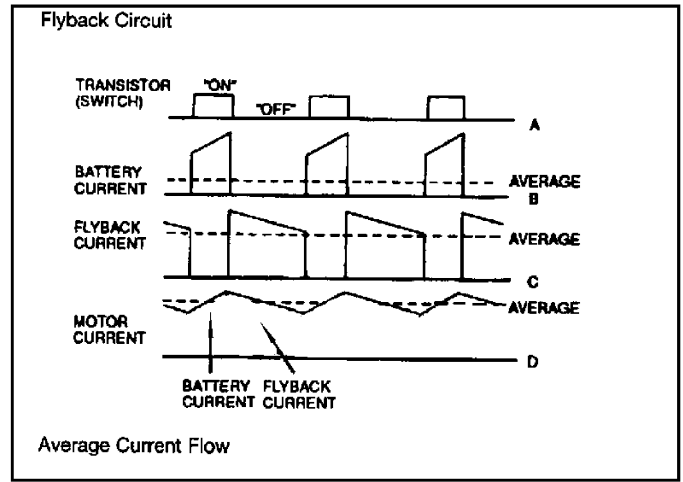 Flyback Circuit
TRANSISTOR "ON"
(SWITCH)
"OFF"
A
BATTERY
CURRENT
AVERAGE
B
FLYBACK
CURRENT
AVERAGE
C
AVERAGE
MOTOR
CURRENT
D
BATTERY FLYBACK
CURRENT CURRENT
Average Current Flow